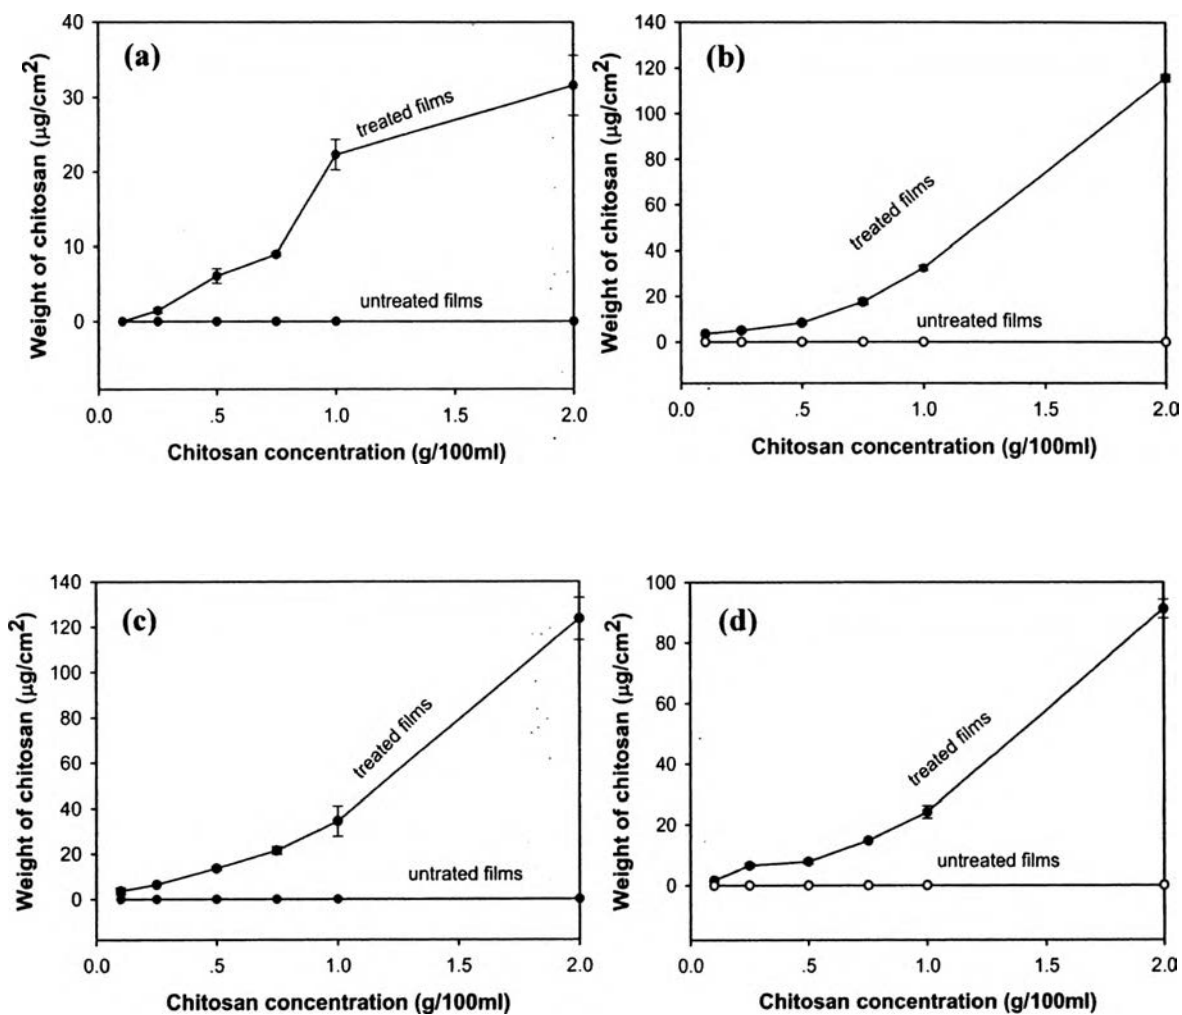 (a)
Weight of chitosan (µg/cm²)
40
30
20
10
0
treated films
untreated films
0.0 .5 1.0 1.5 2.0
Chitosan concentration (g/100ml)
(b)
Weight of chitosan (µg/cm²)
140
120
100
80
60
40
20
0
treated films
untreated films
0.0 .5 1.0 1.5 2.0
Chitosan concentration (g/100ml)
(c)
Weight of chitosan (µg/cm²)
140
120
100
80
60
40
20
0
treated films
untrated films
0.0 .5 1.0 1.5 2.0
Chitosan concentration (g/100ml)
(d)
Weight of chitosan (µg/cm²)
100
80
60
40
20
0
treated films
untreated films
0.0 .5 1.0 1.5 2.0
Chitosan concentration (g/100ml)